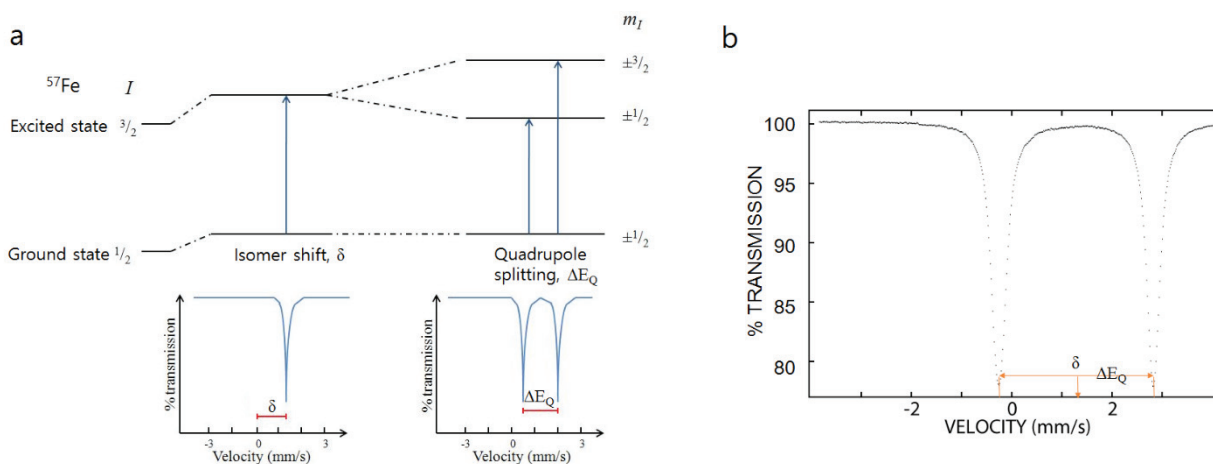 a
m_I
±3/2
57Fe I
Excited state 3/2
±1/2
Ground state 1/2
±1/2
Isomer shift, δ
Quadrupole
splitting, ΔE_Q
% transmission
δ
-3 0 3
Velocity (mm/s)
% transmission
ΔE_Q
-3 0 3
Velocity (mm/s)
b
100
95
90
85
80
% TRANSMISSION
δ
ΔE_Q
-2 0 2
VELOCITY (mm/s)